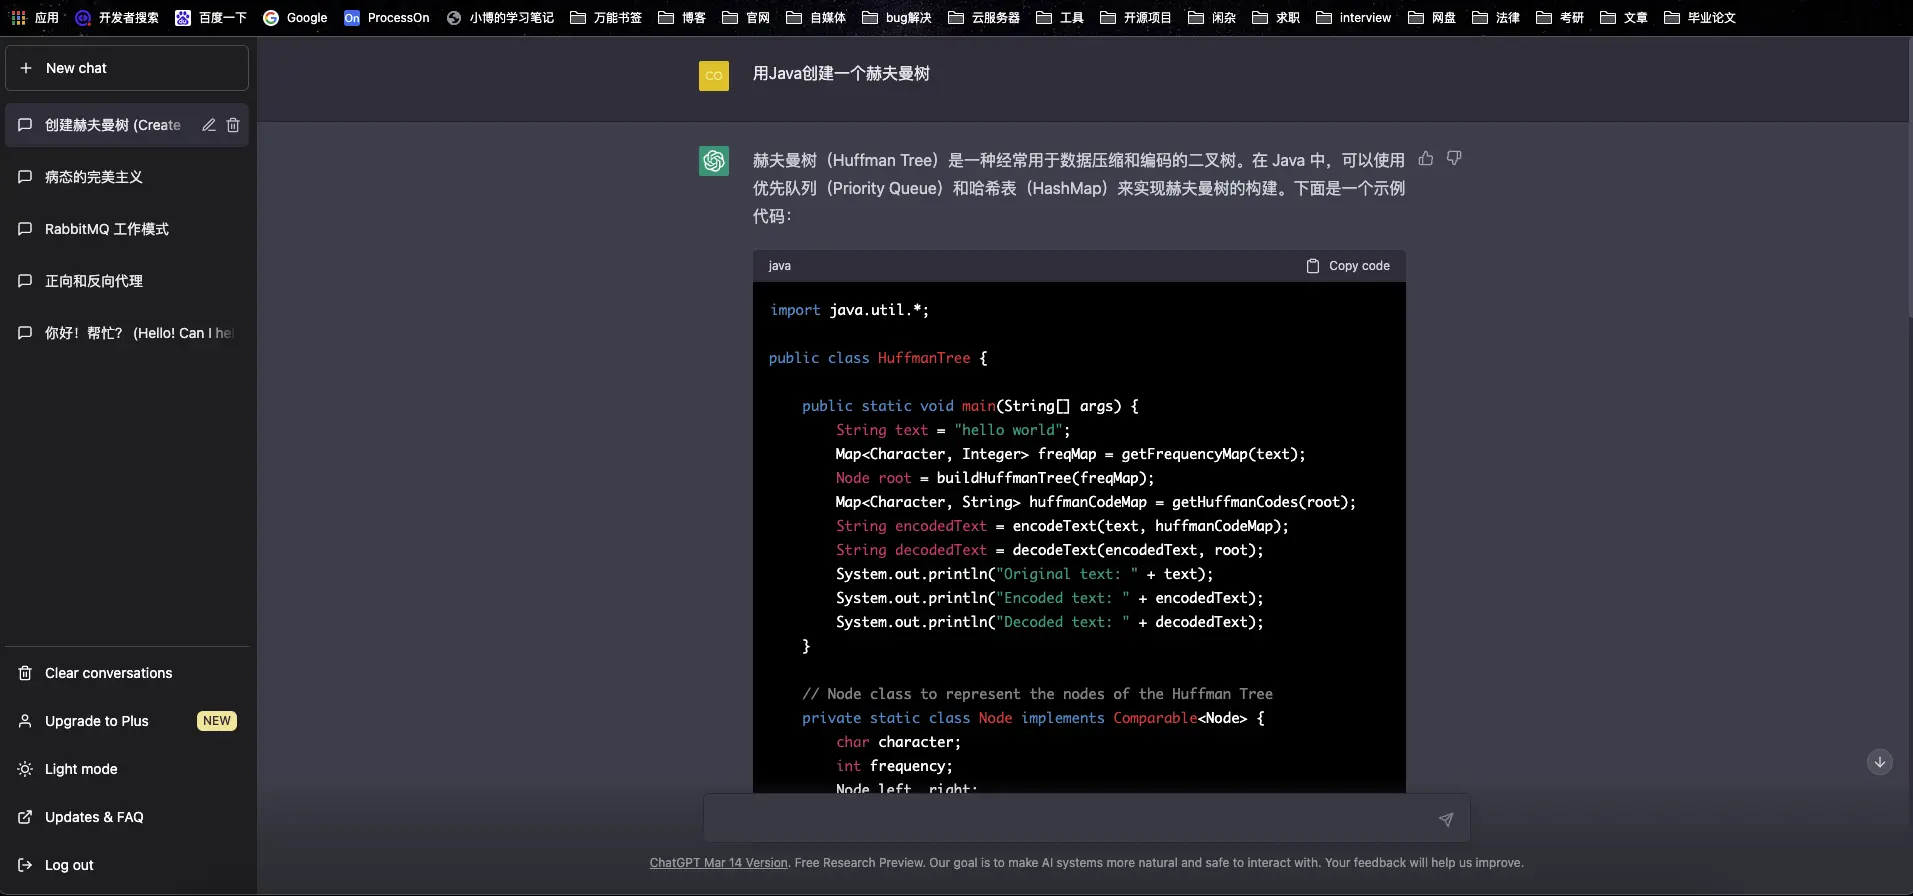 应用 开发者搜索 百度一下 Google ProcessOn 小博的学习笔记 万能书签 博客 官网 自媒体 bug解决 云服务器 工具 开源项目 闲杂 求职 interview 网盘 法律 考研 文章 毕业论文
New chat
创建赫夫曼树 (Create
病态的完美主义
RabbitMQ 工作模式
正向和反向代理
你好！帮忙？ (Hello! Can I hel
Clear conversations
Upgrade to Plus NEW
Light mode
Updates & FAQ
Log out
CO 用Java创建一个赫夫曼树
赫夫曼树（Huffman Tree）是一种经常用于数据压缩和编码的二叉树。在 Java 中，可以使用
优先队列（Priority Queue）和哈希表（HashMap）来实现赫夫曼树的构建。下面是一个示例
代码：
java Copy code
import java.util.*;
public class HuffmanTree {
public static void main(String[] args) {
String text = "hello world";
Map<Character, Integer> freqMap = getFrequencyMap(text);
Node root = buildHuffmanTree(freqMap);
Map<Character, String> huffmanCodeMap = getHuffmanCodes(root);
String encodedText = encodeText(text, huffmanCodeMap);
String decodedText = decodeText(encodedText, root);
System.out.println("Original text: " + text);
System.out.println("Encoded text: " + encodedText);
System.out.println("Decoded text: " + decodedText);
}
// Node class to represent the nodes of the Huffman Tree
private static class Node implements Comparable<Node> {
char character;
int frequency;
Node left, right;
ChatGPT Mar 14 Version. Free Research Preview. Our goal is to make AI systems more natural and safe to interact with. Your feedback will help us improve.